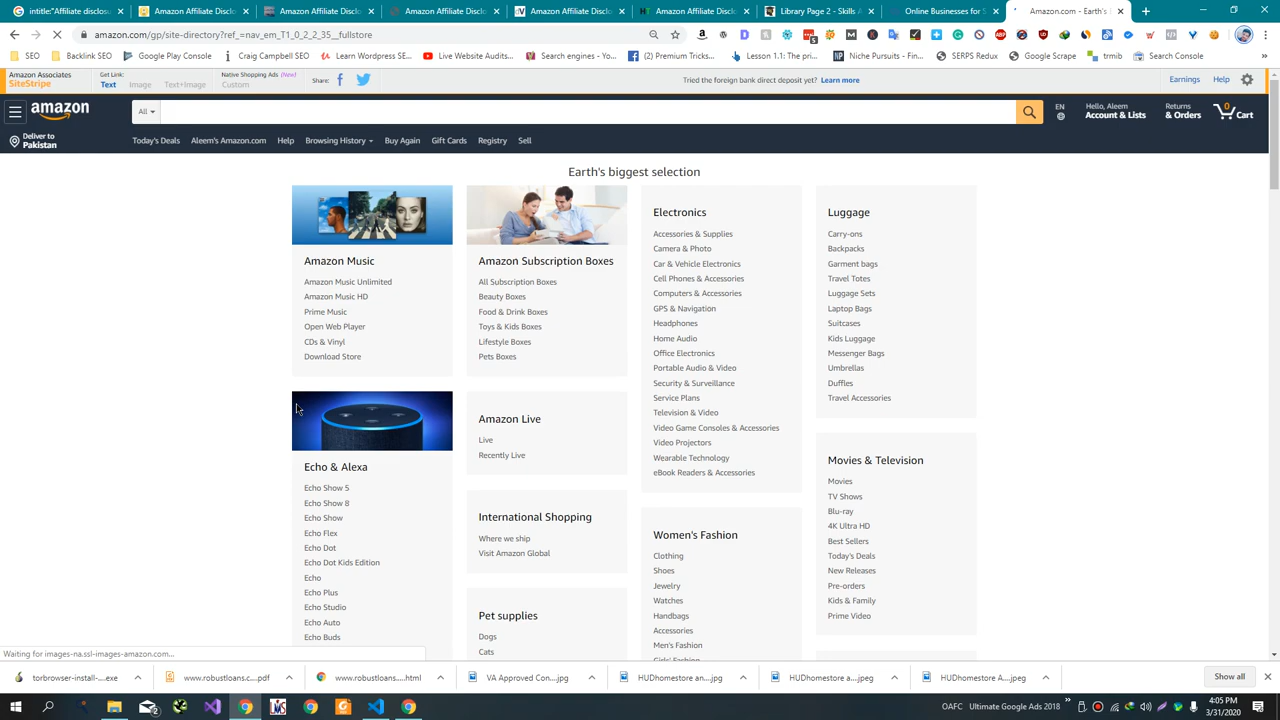 intitle:"Affiliate disclosu
Amazon Affiliate disclosu
Amazon Affiliate disclosu
Amazon Affiliate disclosu
Amazon Affiliate disclosu
Amazon Affiliate disclosu
Library Page 2 - Skills A
Online Businesses for S
Amazon.com - Earth's B
amazon.com/gp/site-directory?ref_=nav_em_T1_0_2_2_35__fullstore
SEO
Backlink SEO
Google Play Console
Craig Campbell SEO
Learn Wordpress SE...
Live Website Audits...
Search engines - Yo...
(2) Premium Tricks...
Lesson 1.1: The pri...
Niche Pursuits - Fin...
SERPS Redux
Google Scrape
trmib
Search Console
Amazon Associates
SiteStripe
Get Link:
Text
Image
Text+Image
Native Shopping Ads (New!)
Custom
Share:
Tried the foreign bank direct deposit yet? Learn more
Earnings
Help
amazon
All
EN
Hello, Aleem
Account & Lists
Returns
& Orders
0
Cart
Deliver to
Pakistan
Today's Deals
Aleem's Amazon.com
Help
Browsing History
Buy Again
Gift Cards
Registry
Sell
Earth's biggest selection
Amazon Music
Amazon Music Unlimited
Amazon Music HD
Prime Music
Open Web Player
CDs & Vinyl
Download Store
Echo & Alexa
Echo Show 5
Echo Show 8
Echo Show
Echo Flex
Echo Dot
Echo Dot Kids Edition
Echo
Echo Plus
Echo Studio
Echo Auto
Echo Buds
Amazon Subscription Boxes
All Subscription Boxes
Beauty Boxes
Food & Drink Boxes
Toys & Kids Boxes
Lifestyle Boxes
Pets Boxes
Amazon Live
Live
Recently Live
International Shopping
Where we ship
Visit Amazon Global
Pet supplies
Dogs
Cats
Electronics
Accessories & Supplies
Camera & Photo
Car & Vehicle Electronics
Cell Phones & Accessories
Computers & Accessories
GPS & Navigation
Headphones
Home Audio
Office Electronics
Portable Audio & Video
Security & Surveillance
Service Plans
Television & Video
Video Game Consoles & Accessories
Video Projectors
Wearable Technology
eBook Readers & Accessories
Women's Fashion
Clothing
Shoes
Jewelry
Watches
Handbags
Accessories
Men's Fashion
Girls' Fashion
Luggage
Carry-ons
Backpacks
Garment bags
Travel Totes
Luggage Sets
Laptop Bags
Suitcases
Kids Luggage
Messenger Bags
Umbrellas
Duffles
Travel Accessories
Movies & Television
Movies
TV Shows
Blu-ray
4K Ultra HD
Best Sellers
Today's Deals
New Releases
Pre-orders
Kids & Family
Prime Video
Waiting for images-na.ssl-images-amazon.com...
torbrowser-install-....exe
www.robustloans.c....pdf
www.robustloans....html
VA Approved Con....jpg
HUDhomestore an....jpg
HUDHomestore a....jpeg
HUDHomestore A....jpeg
Show all
OAFC
Ultimate Google Ads 2018
4:05 PM
3/31/2020